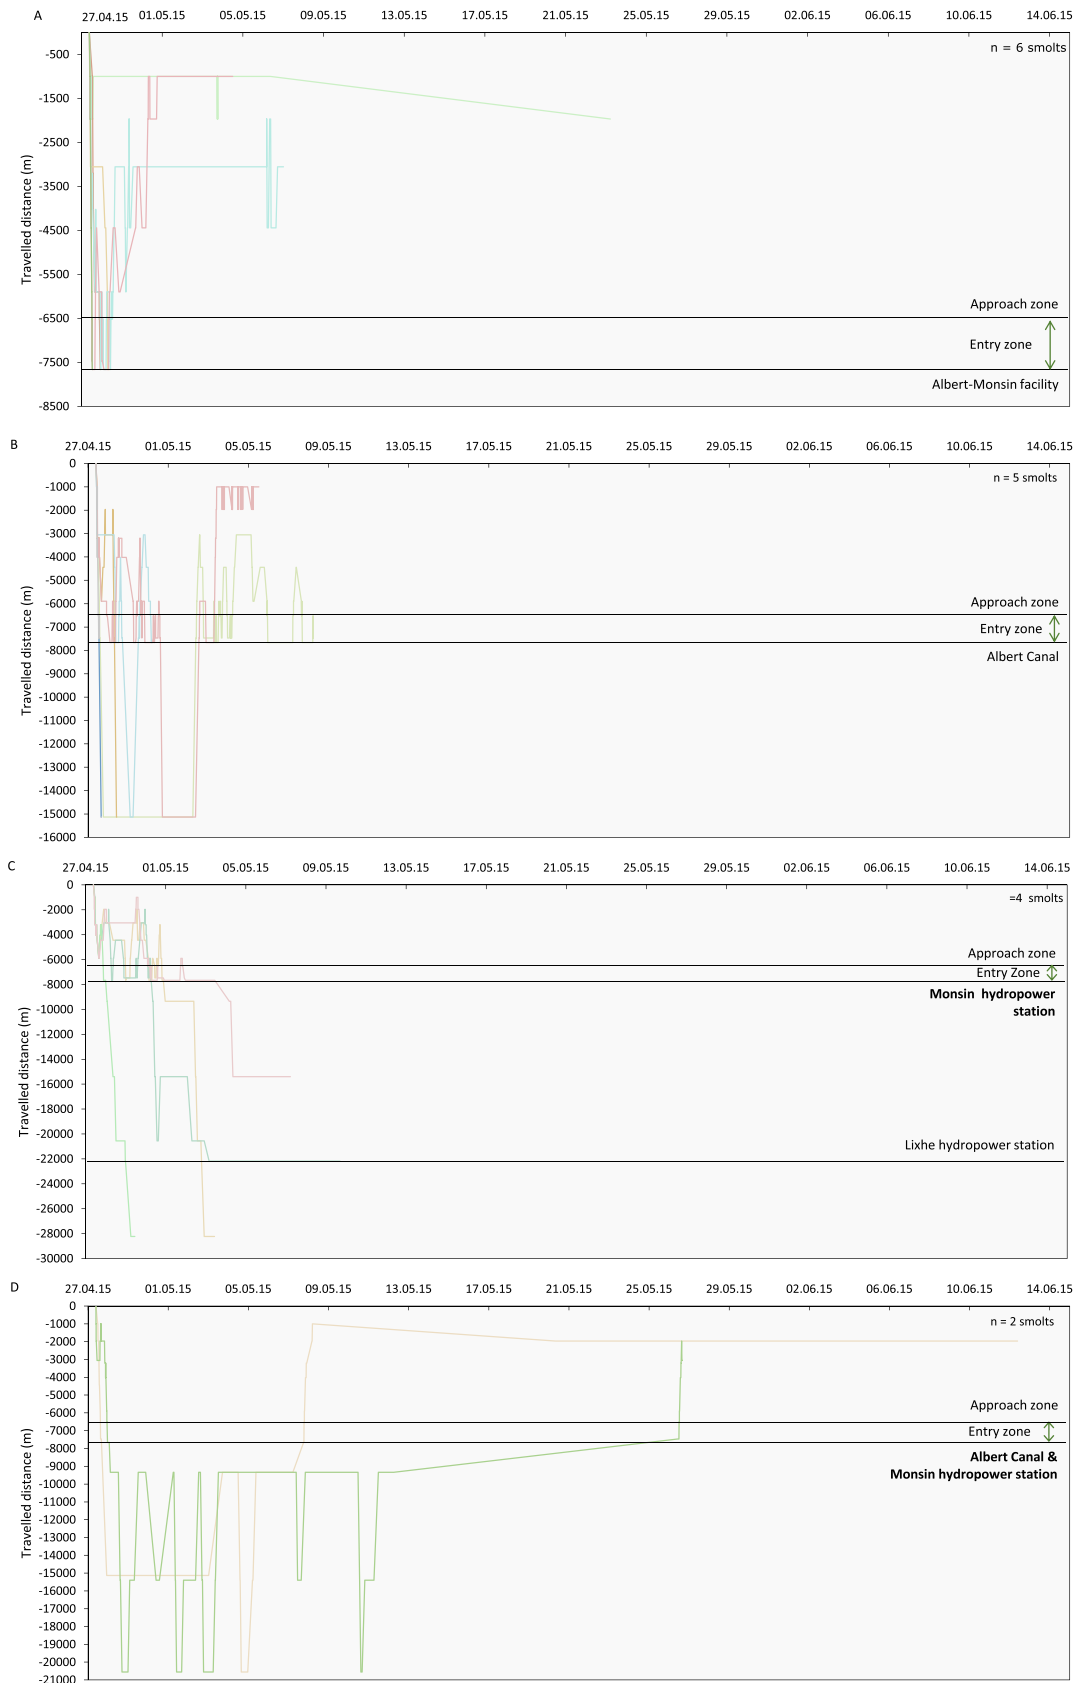 A
27.04.15 01.05.15 05.05.15 09.05.15 13.05.15 17.05.15 21.05.15 25.05.15 29.05.15 02.06.15 06.06.15 10.06.15 14.06.15
n = 6 smolts
-500
-1500
-2500
-3500
-4500
-5500
-6500
-7500
-8500
Travelled distance (m)
Approach zone
Entry zone
Albert-Monsin facility
B
27.04.15 01.05.15 05.05.15 09.05.15 13.05.15 17.05.15 21.05.15 25.05.15 29.05.15 02.06.15 06.06.15 10.06.15 14.06.15
n = 5 smolts
0
-1000
-2000
-3000
-4000
-5000
-6000
-7000
-8000
-9000
-10000
-11000
-12000
-13000
-14000
-15000
-16000
Travelled distance (m)
Approach zone
Entry zone
Albert Canal
C
27.04.15 01.05.15 05.05.15 09.05.15 13.05.15 17.05.15 21.05.15 25.05.15 29.05.15 02.06.15 06.06.15 10.06.15 14.06.15
=4 smolts
0
-2000
-4000
-6000
-8000
-10000
-12000
-14000
-16000
-18000
-20000
-22000
-24000
-26000
-28000
-30000
Travelled distance (m)
Approach zone
Entry Zone
Monsin hydropower
station
Lixhe hydropower station
D
27.04.15 01.05.15 05.05.15 09.05.15 13.05.15 17.05.15 21.05.15 25.05.15 29.05.15 02.06.15 06.06.15 10.06.15 14.06.15
n = 2 smolts
0
-1000
-2000
-3000
-4000
-5000
-6000
-7000
-8000
-9000
-10000
-11000
-12000
-13000
-14000
-15000
-16000
-17000
-18000
-19000
-20000
-21000
Travelled distance (m)
Approach zone
Entry zone
Albert Canal &
Monsin hydropower station